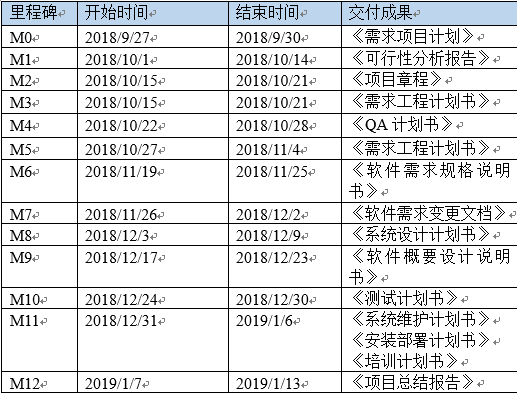 里程碑 开始时间 结束时间 交付成果
M0 2018/9/27 2018/9/30 《需求项目计划》
M1 2018/10/1 2018/10/14 《可行性分析报告》
M2 2018/10/15 2018/10/21 《项目章程》
M3 2018/10/15 2018/10/21 《需求工程计划书》
M4 2018/10/22 2018/10/28 《QA 计划书》
M5 2018/10/27 2018/11/4 《需求工程计划书》
M6 2018/11/19 2018/11/25 《软件需求规格说明
书》
M7 2018/11/26 2018/12/2 《软件需求变更文档》
M8 2018/12/3 2018/12/9 《系统设计计划书》
M9 2018/12/17 2018/12/23 《软件概要设计说明
书》
M10 2018/12/24 2018/12/30 《测试计划书》
M11 2018/12/31 2019/1/6 《系统维护计划书》
《安装部署计划书》
《培训计划书》
M12 2019/1/7 2019/1/13 《项目总结报告》